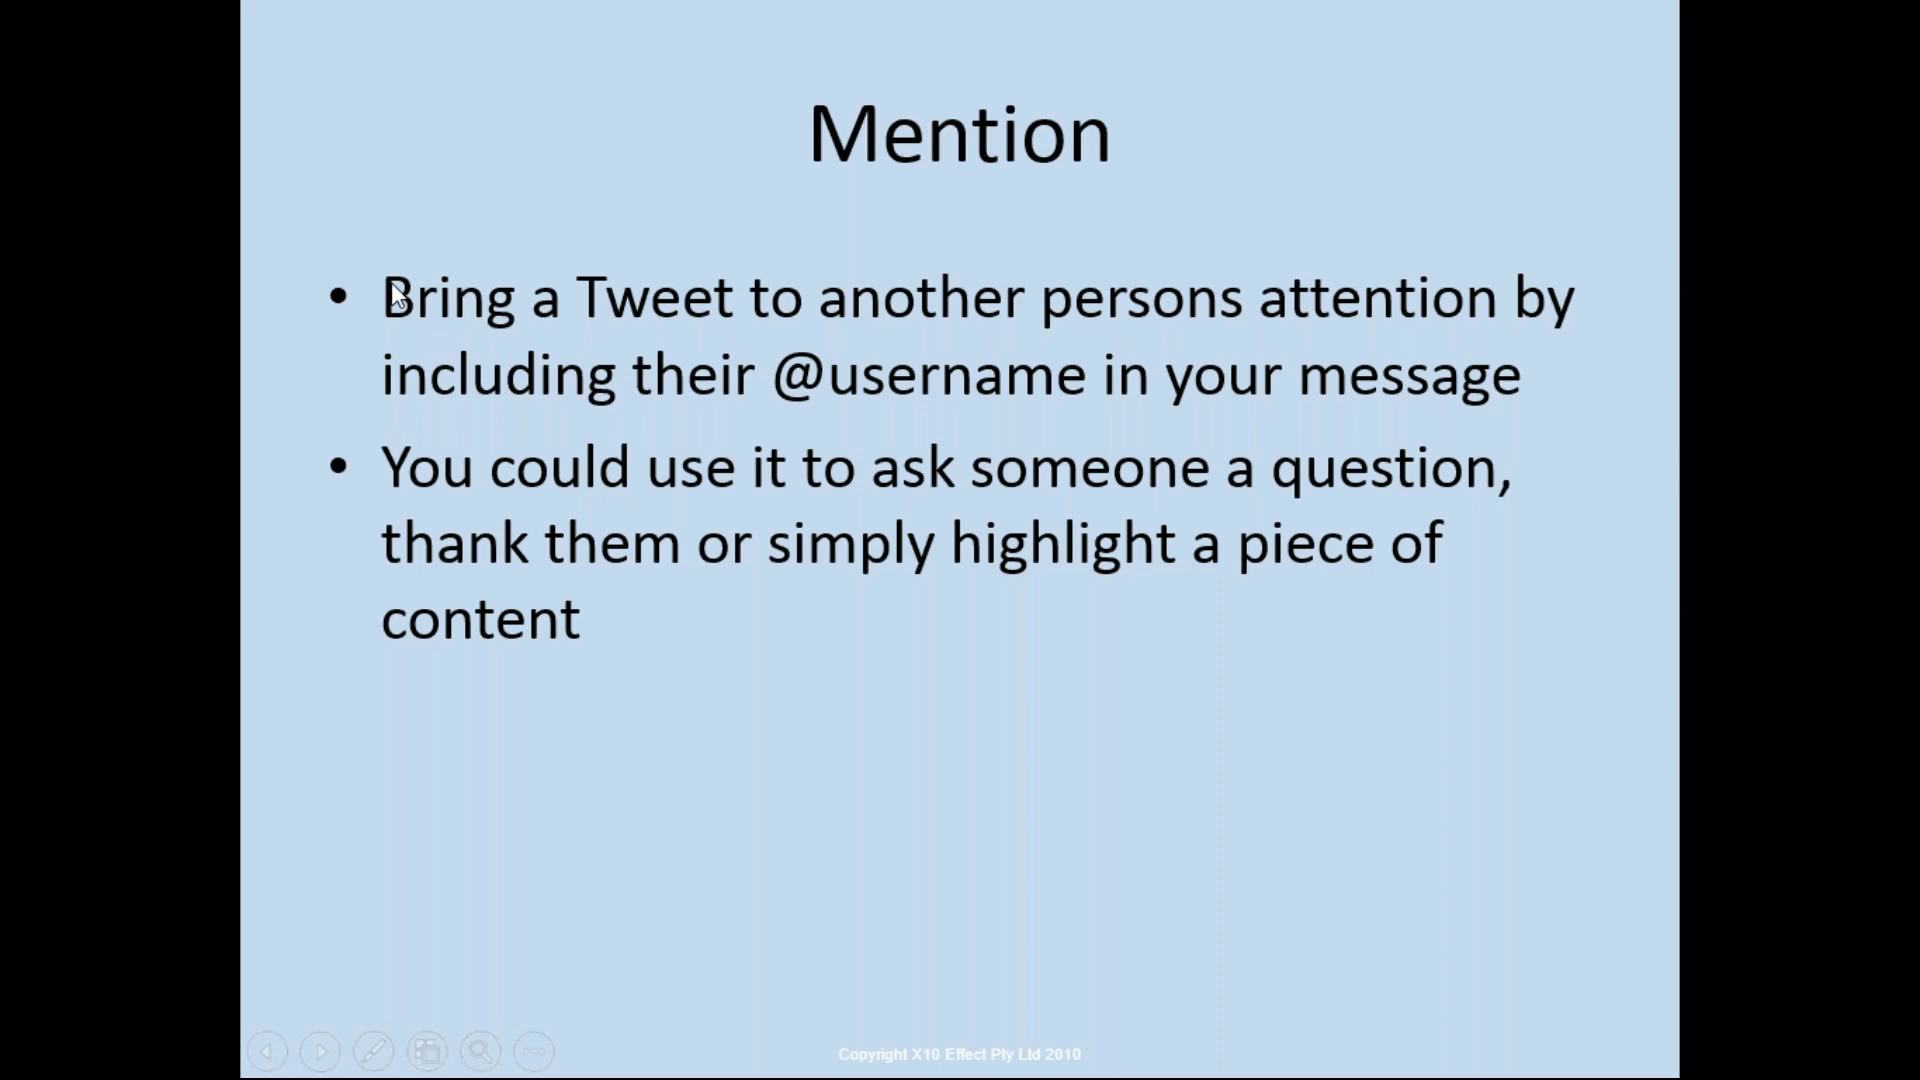 Mention
• Bring a Tweet to another persons attention by
including their @username in your message
• You could use it to ask someone a question,
thank them or simply highlight a piece of
content
Copyright X10 Effect Pty Ltd 2010